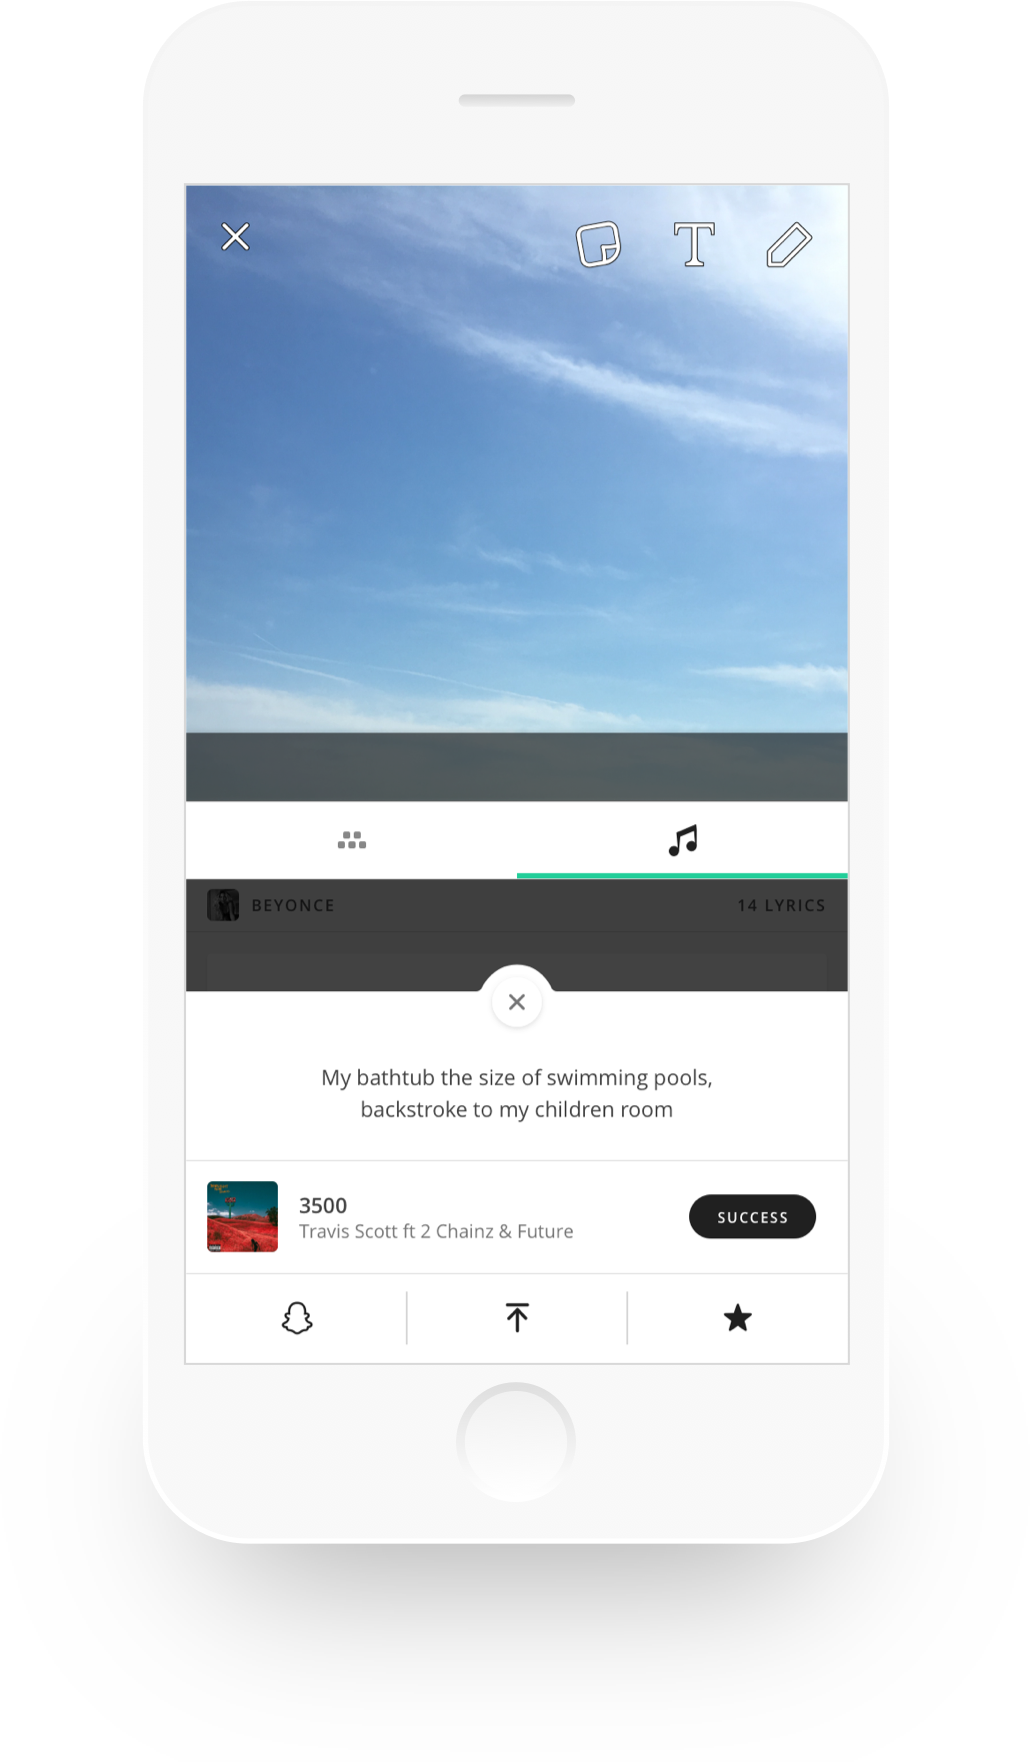 T
BEYONCE
14 LYRICS
My bathtub the size of swimming pools,
backstroke to my children room
3500
Travis Scott ft 2 Chainz & Future
SUCCESS